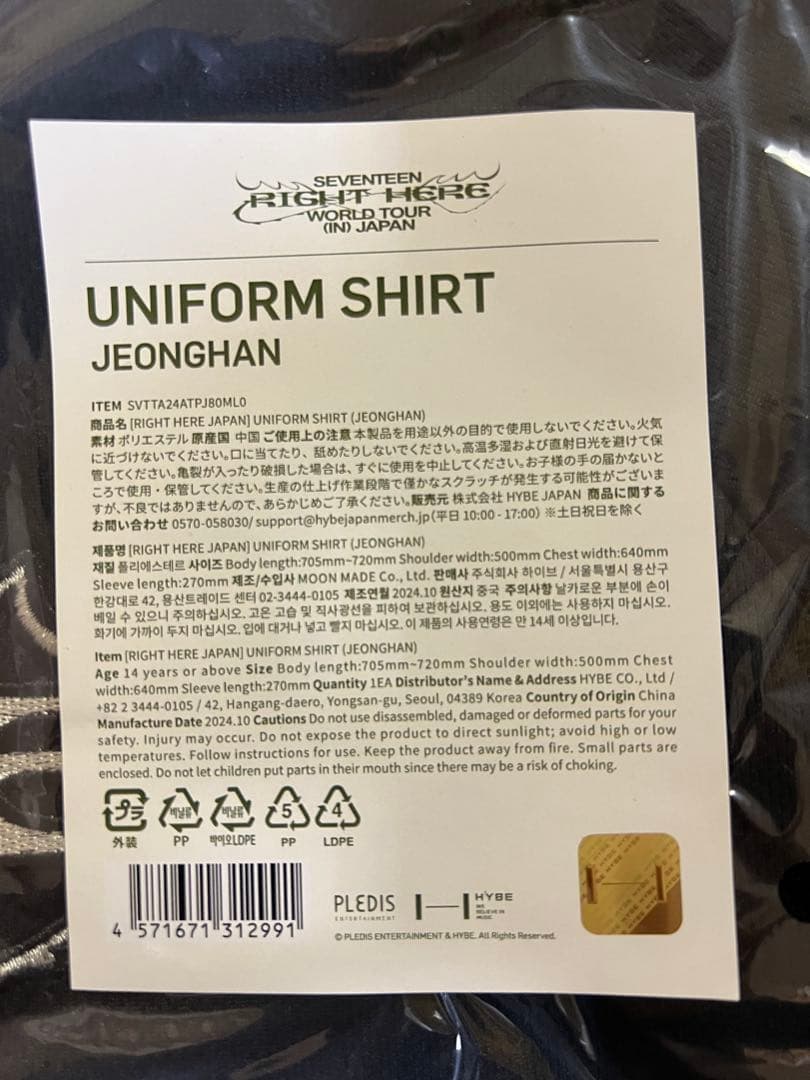 SEVENTEEN
RIGHT HERE
WORLD TOUR
(IN) JAPAN
UNIFORM SHIRT
JEONGHAN
ITEM SVTTA24ATPJ80ML0
商品名 [RIGHT HERE JAPAN] UNIFORM SHIRT (JEONGHAN)
素材 ポリエステル 原産国 中国 ご使用上の注意 本製品を用途以外の目的で使用しないでください。火気
に近づけないでください。口に当てたり、舐めたりしないでください。高温多湿および直射日光を避けて保
管してください。亀裂が入ったり破損した場合は、すぐに使用を中止してください。お子様の手の届かないと
ころで使用・保管してください。生産の仕上げ作業段階で僅かなスクラッチが発生する可能性がございま
すが、不良ではありませんので、あらかじめご了承ください。販売元 株式会社 HYBE JAPAN 商品に関する
お問い合わせ 0570-058030/ support@hybejapanmerch.jp(平日 10:00 - 17:00) ※土日祝日を除く
제품명 [RIGHT HERE JAPAN] UNIFORM SHIRT (JEONGHAN)
재질 폴리에스테르 사이즈 Body length:705mm~720mm Shoulder width:500mm Chest width:640mm
Sleeve length:270mm 제조/수입사 MOON MADE Co., Ltd. 판매사 주식회사 하이브 / 서울특별시 용산구
한강대로 42, 용산트레이드 센터 02-3444-0105 제조연월 2024.10 원산지 중국 주의사항 날카로운 부분에 손이
베일 수 있으니 주의하십시오. 고온 고습 및 직사광선을 피하여 보관하십시오. 용도 이외에는 사용하지 마십시오.
화기에 가까이 두지 마십시오. 입에 대거나 넣고 빨지 마십시오. 이 제품의 사용연령은 만 14세 이상입니다.
Item [RIGHT HERE JAPAN] UNIFORM SHIRT (JEONGHAN)
Age 14 years or above Size Body length:705mm~720mm Shoulder width:500mm Chest
width:640mm Sleeve length:270mm Quantity 1EA Distributor's Name & Address HYBE CO., Ltd /
+82 2 3444-0105 / 42, Hangang-daero, Yongsan-gu, Seoul, 04389 Korea Country of Origin China
Manufacture Date 2024.10 Cautions Do not use disassembled, damaged or deformed parts for your
safety. Injury may occur. Do not expose the product to direct sunlight; avoid high or low
temperatures. Follow instructions for use. Keep the product away from fire. Small parts are
enclosed. Do not let children put parts in their mouth since there may be a risk of choking.
プラ 비닐류 비닐류 5 4
外装 PP 바이오LDPE PP LDPE
4 571671 312991
PLEDIS
ENTERTAINMENT
HYBE
WE
BELIEVE IN
MUSIC
© PLEDIS ENTERTAINMENT & HYBE. All Rights Reserved.